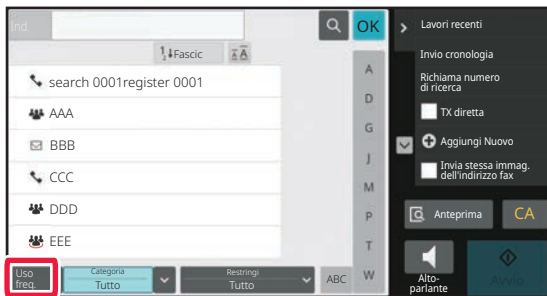 Ind.
OK
1↓Fascic
search 0001register 0001
AAA
BBB
CCC
DDD
EEE
A
D
G
J
M
P
T
W
Uso
freq.
Categoria
Tutto
Restringi
Tutto
ABC
Lavori recenti
Invio cronologia
Richiama numero
di ricerca
TX diretta
Aggiungi Nuovo
Invia stessa immag.
dell'indirizzo fax
Anteprima
CA
Alto-
parlante
Avvio